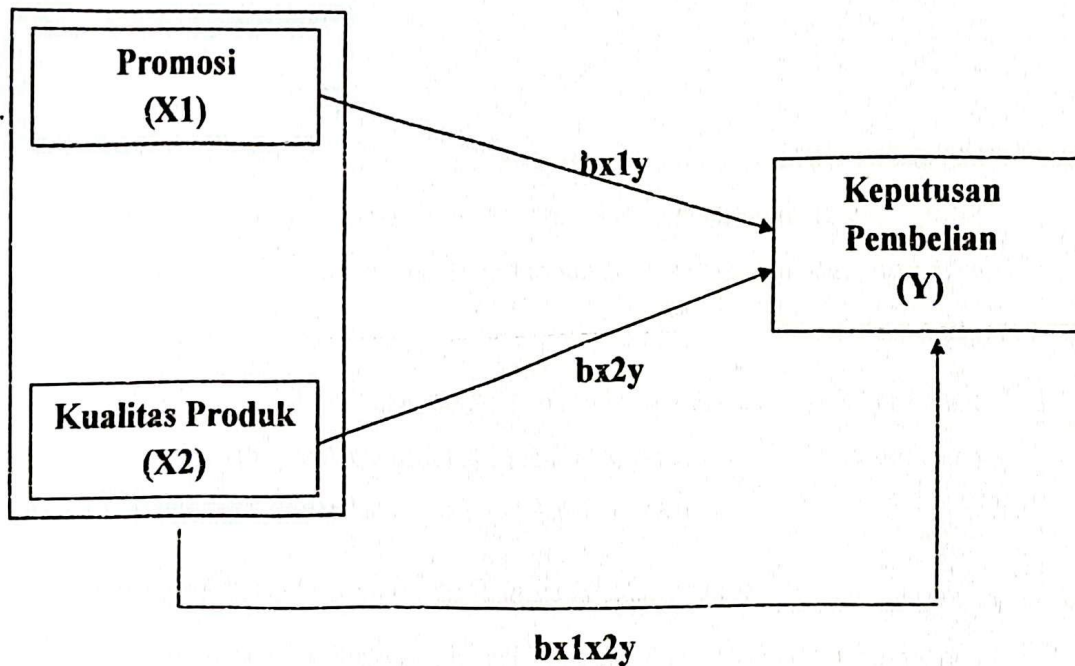 Promosi
(X1)
bx1y
Keputusan
Pembelian
(Y)
bx2y
Kualitas Produk
(X2)
bx1x2y